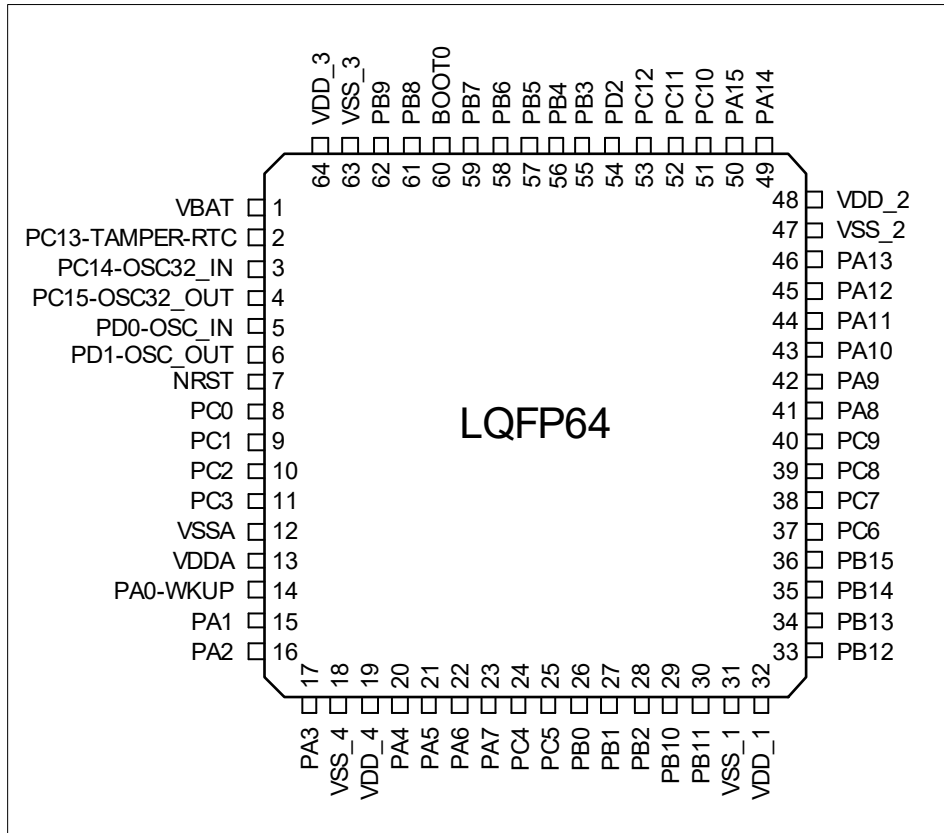 VDD_3
VSS_3
PB9
PB8
BOOT0
PB7
PB6
PB5
PB4
PB3
PD2
PC12
PC11
PC10
PA15
PA14
64
63
62
61
60
59
58
57
56
55
54
53
52
51
50
49
VBAT 1
PC13-TAMPER-RTC 2
PC14-OSC32_IN 3
PC15-OSC32_OUT 4
PD0-OSC_IN 5
PD1-OSC_OUT 6
NRST 7
PC0 8
PC1 9
PC2 10
PC3 11
VSSA 12
VDDA 13
PA0-WKUP 14
PA1 15
PA2 16
LQFP64
48 VDD_2
47 VSS_2
46 PA13
45 PA12
44 PA11
43 PA10
42 PA9
41 PA8
40 PC9
39 PC8
38 PC7
37 PC6
36 PB15
35 PB14
34 PB13
33 PB12
17
18
19
20
21
22
23
24
25
26
27
28
29
30
31
32
PA3
VSS_4
VDD_4
PA4
PA5
PA6
PA7
PC4
PC5
PB0
PB1
PB2
PB10
PB11
VSS_1
VDD_1